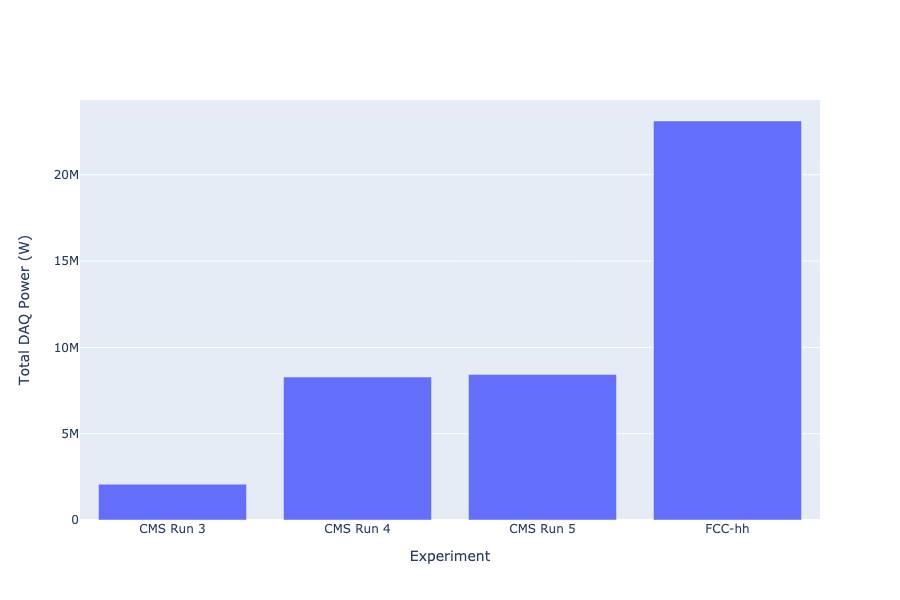 Total DAQ Power (W)
20M
15M
10M
5M
0
CMS Run 3
CMS Run 4
CMS Run 5
FCC-hh
Experiment